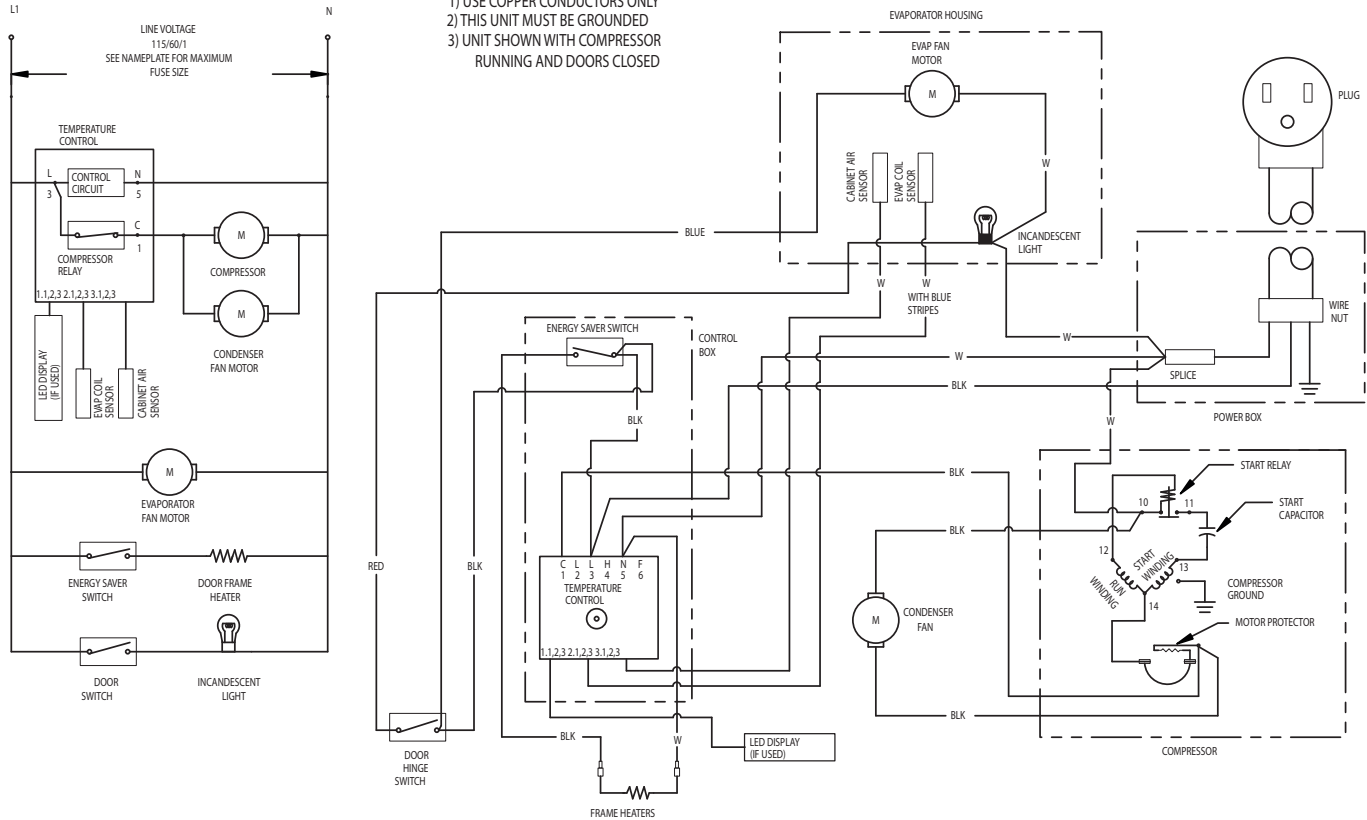 L1
N
LINE VOLTAGE
115/60/1
SEE NAMEPLATE FOR MAXIMUM
FUSE SIZE
1) USE COPPER CONDUCTORS ONLY
2) THIS UNIT MUST BE GROUNDED
3) UNIT SHOWN WITH COMPRESSOR
RUNNING AND DOORS CLOSED
TEMPERATURE
CONTROL
L
3
CONTROL
CIRCUIT
N
5
C
1
COMPRESSOR
RELAY
1.1,2,3 2.1,2,3 3.1,2,3
M
COMPRESSOR
M
CONDENSER
FAN MOTOR
LED DISPLAY
(IF USED)
EVAP COIL
SENSOR
CABINET AIR
SENSOR
M
EVAPORATOR
FAN MOTOR
ENERGY SAVER
SWITCH
DOOR FRAME
HEATER
DOOR
SWITCH
INCANDESCENT
LIGHT
EVAPORATOR HOUSING
EVAP FAN
MOTOR
M
W
CABINET AIR
SENSOR
EVAP COIL
SENSOR
INCANDESCENT
LIGHT
BLUE
W
W
WITH BLUE
STRIPES
PLUG
WIRE
NUT
SPLICE
POWER BOX
W
W
BLK
W
ENERGY SAVER SWITCH
CONTROL
BOX
BLK
BLK
BLK
RED
BLK
C L L H N F
1 2 3 4 5 6
TEMPERATURE
CONTROL
1.1,2,3 2.1,2,3 3.1,2,3
BLK
W
LED DISPLAY
(IF USED)
DOOR
HINGE
SWITCH
FRAME HEATERS
M
CONDENSER
FAN
BLK
START RELAY
10
11
START
CAPACITOR
12
START
WINDING
13
RUN
WINDING
14
COMPRESSOR
GROUND
MOTOR PROTECTOR
COMPRESSOR